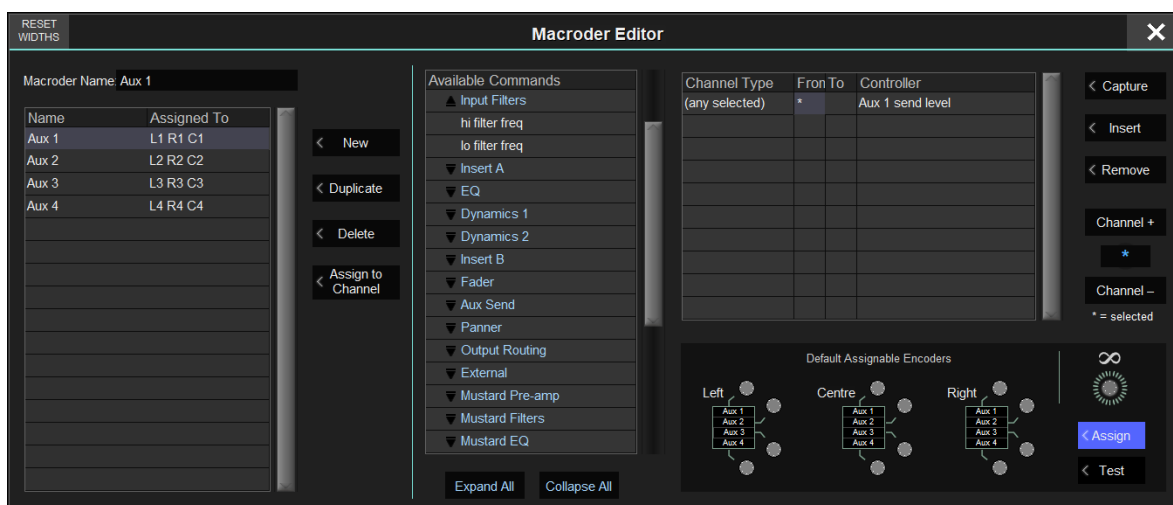 RESET
WIDTHS
Macroder Editor
Macroder Name: Aux 1
Name Assigned To
Aux 1 L1 R1 C1
Aux 2 L2 R2 C2
Aux 3 L3 R3 C3
Aux 4 L4 R4 C4
New
Duplicate
Delete
Assign to
Channel
Available Commands
Input Filters
hi filter freq
lo filter freq
Insert A
EQ
Dynamics 1
Dynamics 2
Insert B
Fader
Aux Send
Panner
Output Routing
External
Mustard Pre-amp
Mustard Filters
Mustard EQ
Expand All Collapse All
Channel Type From To Controller
(any selected) * Aux 1 send level
Capture
Insert
Remove
Channel +
*
Channel –
* = selected
Default Assignable Encoders
Left
Aux 1
Aux 2
Aux 3
Aux 4
Centre
Aux 1
Aux 2
Aux 3
Aux 4
Right
Aux 1
Aux 2
Aux 3
Aux 4
∞
Assign
Test